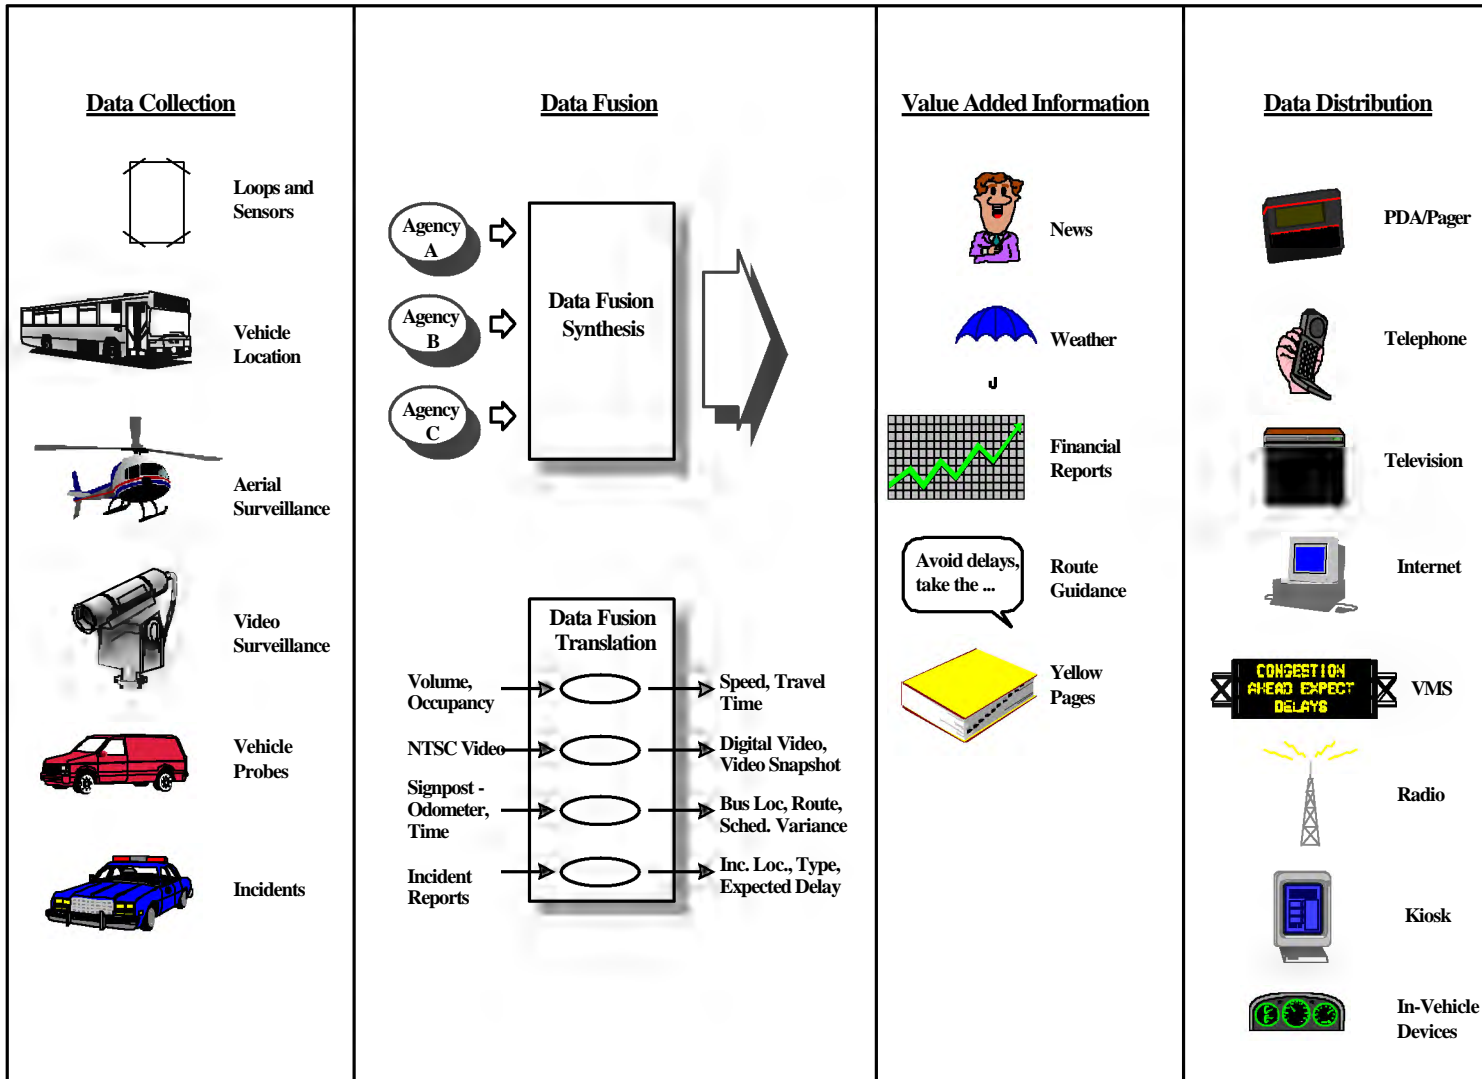 Data Collection
Loops and
Sensors
Vehicle
Location
Aerial
Surveillance
Video
Surveillance
Vehicle
Probes
Incidents
Data Fusion
Agency
A
Agency
B
Agency
C
Data Fusion
Synthesis
Data Fusion
Translation
Volume,
Occupancy
Speed, Travel
Time
NTSC Video
Digital Video,
Video Snapshot
Signpost -
Odometer,
Time
Bus Loc, Route,
Sched. Variance
Incident
Reports
Inc. Loc., Type,
Expected Delay
Value Added Information
News
Weather
J
Financial
Reports
Avoid delays,
take the ...
Route
Guidance
Yellow
Pages
Data Distribution
PDA/Pager
Telephone
Television
Internet
CONGESTION
AHEAD EXPECT
DELAYS
VMS
Radio
Kiosk
In-Vehicle
Devices